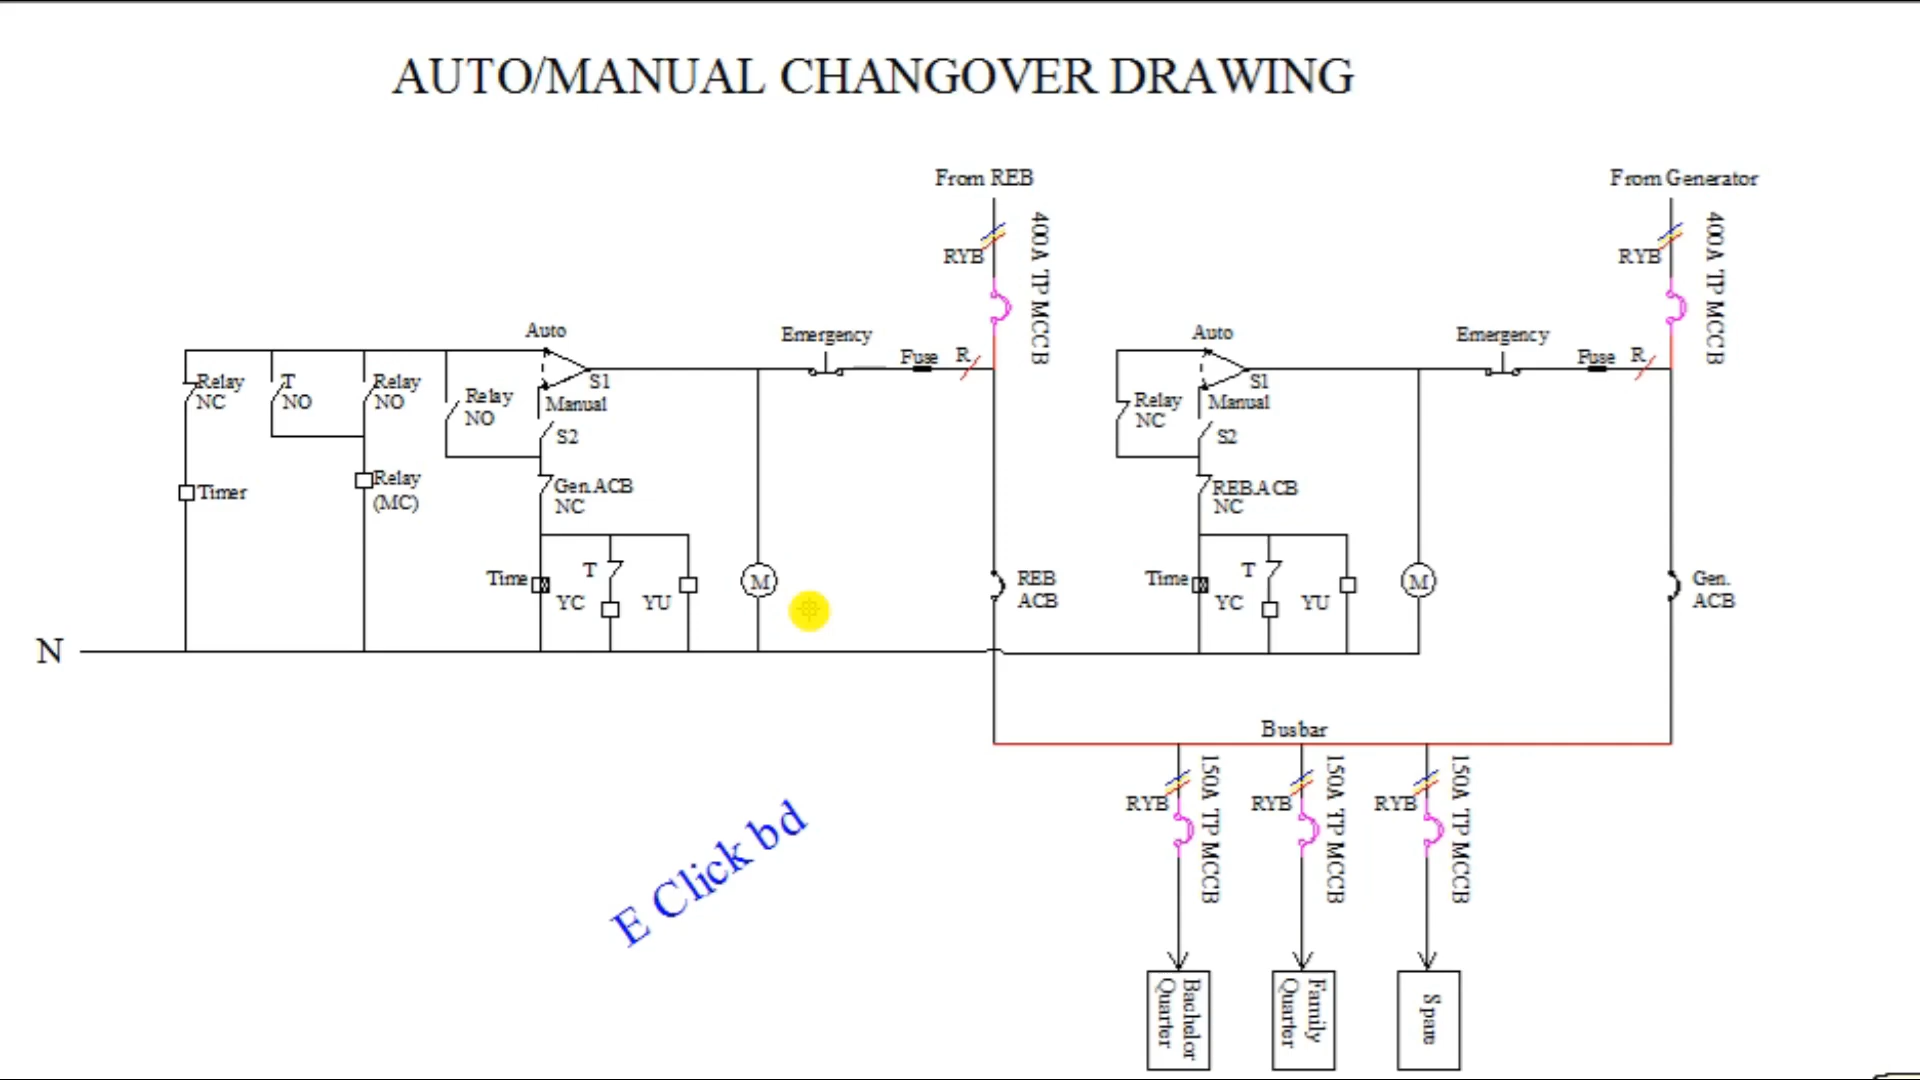 AUTO/MANUAL CHANGOVER DRAWING
From REB
From Generator
400A TP MCCB
400A TP MCCB
RYB
RYB
Auto
Emergency
Fuse
R
Auto
Emergency
Fuse
R
Relay
NC
T
NO
Relay
NO
Relay
NO
S1
Manual
S2
Relay
NC
S1
Manual
S2
Timer
Relay
(MC)
Gen.ACB
NC
REB.ACB
NC
Time
YC
T
YU
M
REB
ACB
Time
YC
T
YU
M
Gen.
ACB
N
Busbar
RYB
150A TP MCCB
RYB
150A TP MCCB
RYB
150A TP MCCB
E Click bd
Bachelor
Quarter
Family
Quarter
Spare